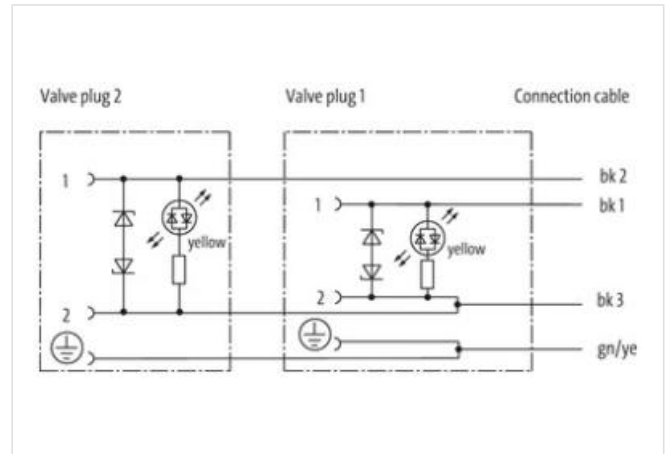 Valve plug 2 Valve plug 1 Connection cable
1 bk 2
1 bk 1
yellow yellow
2 bk 3
2
gn/ye